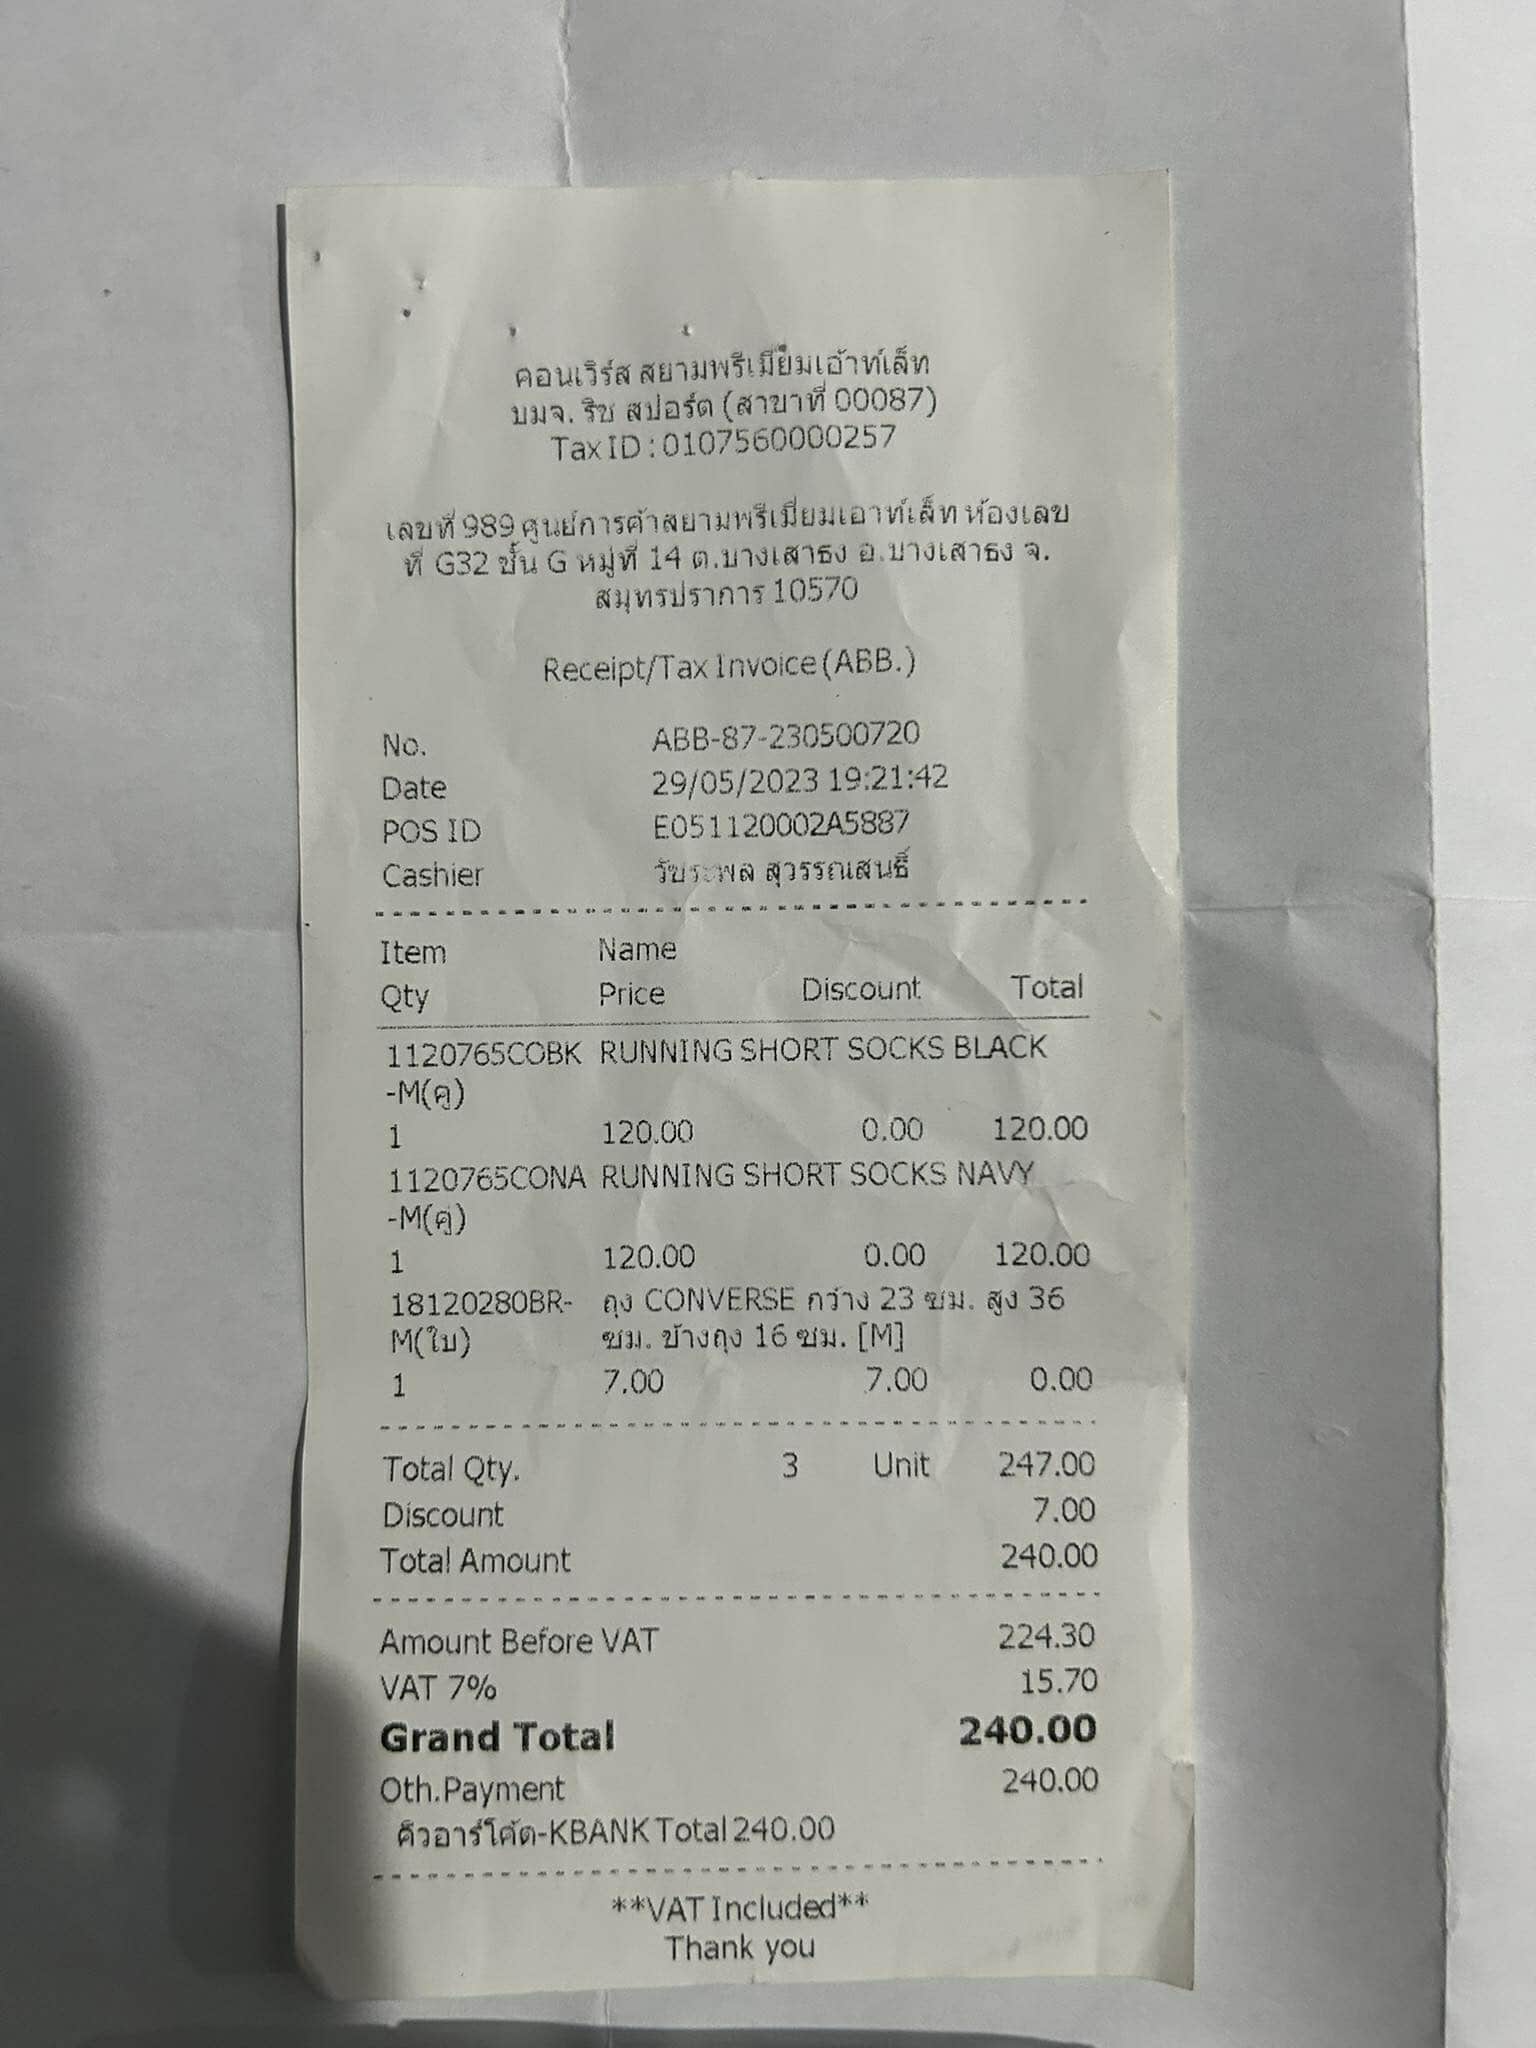 คอนเวิร์ส สยามพรีเมี่ยมเอ้าท์เล็ท
บมจ. ริช สปอร์ต (สาขาที่ 00087)
Tax ID : 0107560000257
เลขที่ 989 ศูนย์การค้าสยามพรีเมี่ยมเอาท์เล็ท ห้องเลข
ที่ G32 ชั้น G หมู่ที่ 14 ต.บางเสาธง อ.บางเสาธง จ.
สมุทรปราการ 10570
Receipt/Tax Invoice(ABB.)
No. ABB-87-230500720
Date 29/05/2023 19:21:42
POS ID E051120002A5887
Cashier สุวรรณเสนธิ์
Item Name
Qty Price Discount Total
1120765COBK RUNNING SHORT SOCKS BLACK
-M(คู่)
1 120.00 0.00 120.00
1120765CONA RUNNING SHORT SOCKS NAVY
-M(คู่)
1 120.00 0.00 120.00
18120280BR- ถุง CONVERSE กว่าง 23 ซม. สูง 36
M(ใบ) ซม. ข้างถุง 16 ซม. [M]
1 7.00 7.00 0.00
Total Qty. 3 Unit 247.00
Discount 7.00
Total Amount 240.00
Amount Before VAT 224.30
VAT 7% 15.70
Grand Total 240.00
Oth.Payment 240.00
คิวอาร์โค้ด-KBANK Total 240.00
**VAT Included**
Thank you